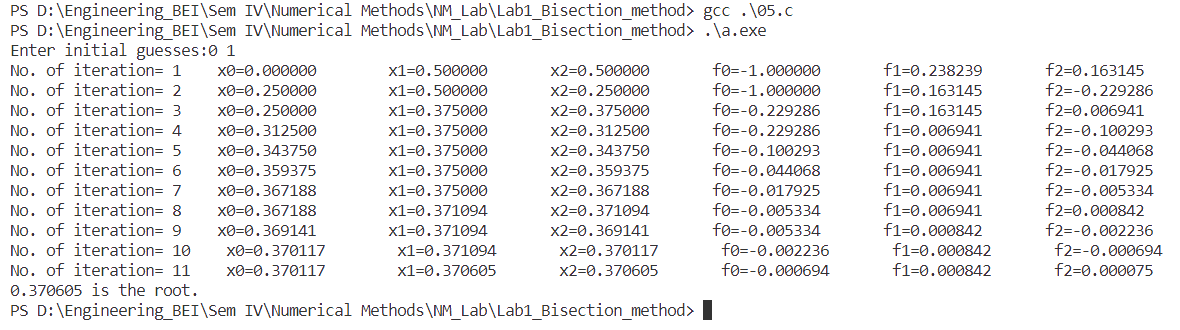 PS D:\Engineering_BEI\Sem IV\Numerical Methods\NM_Lab\Lab1_Bisection_method> gcc .\05.c
PS D:\Engineering_BEI\Sem IV\Numerical Methods\NM_Lab\Lab1_Bisection_method> .\a.exe
Enter initial guesses:0 1
No. of iteration= 1 x0=0.000000 x1=0.500000 x2=0.500000 f0=-1.000000 f1=0.238239 f2=0.163145
No. of iteration= 2 x0=0.250000 x1=0.500000 x2=0.250000 f0=-1.000000 f1=0.163145 f2=-0.229286
No. of iteration= 3 x0=0.250000 x1=0.375000 x2=0.375000 f0=-0.229286 f1=0.163145 f2=0.006941
No. of iteration= 4 x0=0.312500 x1=0.375000 x2=0.312500 f0=-0.229286 f1=0.006941 f2=-0.100293
No. of iteration= 5 x0=0.343750 x1=0.375000 x2=0.343750 f0=-0.100293 f1=0.006941 f2=-0.044068
No. of iteration= 6 x0=0.359375 x1=0.375000 x2=0.359375 f0=-0.044068 f1=0.006941 f2=-0.017925
No. of iteration= 7 x0=0.367188 x1=0.375000 x2=0.367188 f0=-0.017925 f1=0.006941 f2=-0.005334
No. of iteration= 8 x0=0.367188 x1=0.371094 x2=0.371094 f0=-0.005334 f1=0.006941 f2=0.000842
No. of iteration= 9 x0=0.369141 x1=0.371094 x2=0.369141 f0=-0.005334 f1=0.000842 f2=-0.002236
No. of iteration= 10 x0=0.370117 x1=0.371094 x2=0.370117 f0=-0.002236 f1=0.000842 f2=-0.000694
No. of iteration= 11 x0=0.370117 x1=0.370605 x2=0.370605 f0=-0.000694 f1=0.000842 f2=0.000075
0.370605 is the root.
PS D:\Engineering_BEI\Sem IV\Numerical Methods\NM_Lab\Lab1_Bisection_method>